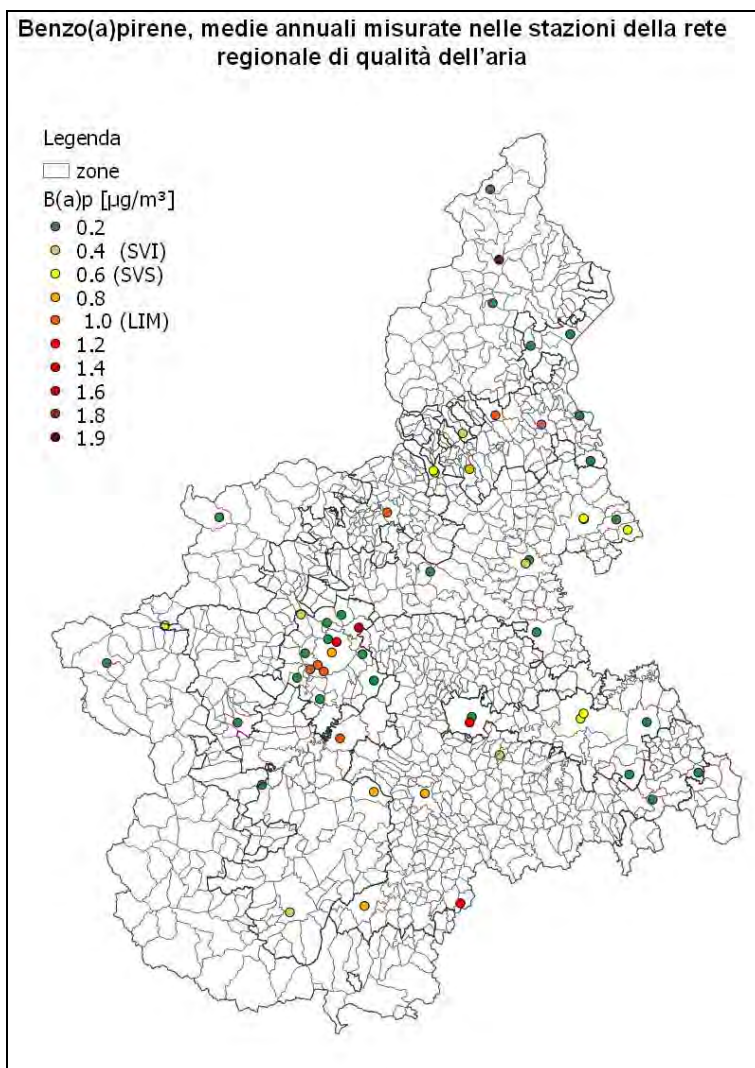 Benzo(a)pirene, medie annuali misurate nelle stazioni della rete
regionale di qualità dell'aria
Legenda
zone
B(a)p [µg/m³]
0.2
0.4 (SVI)
0.6 (SVS)
0.8
1.0 (LIM)
1.2
1.4
1.6
1.8
1.9